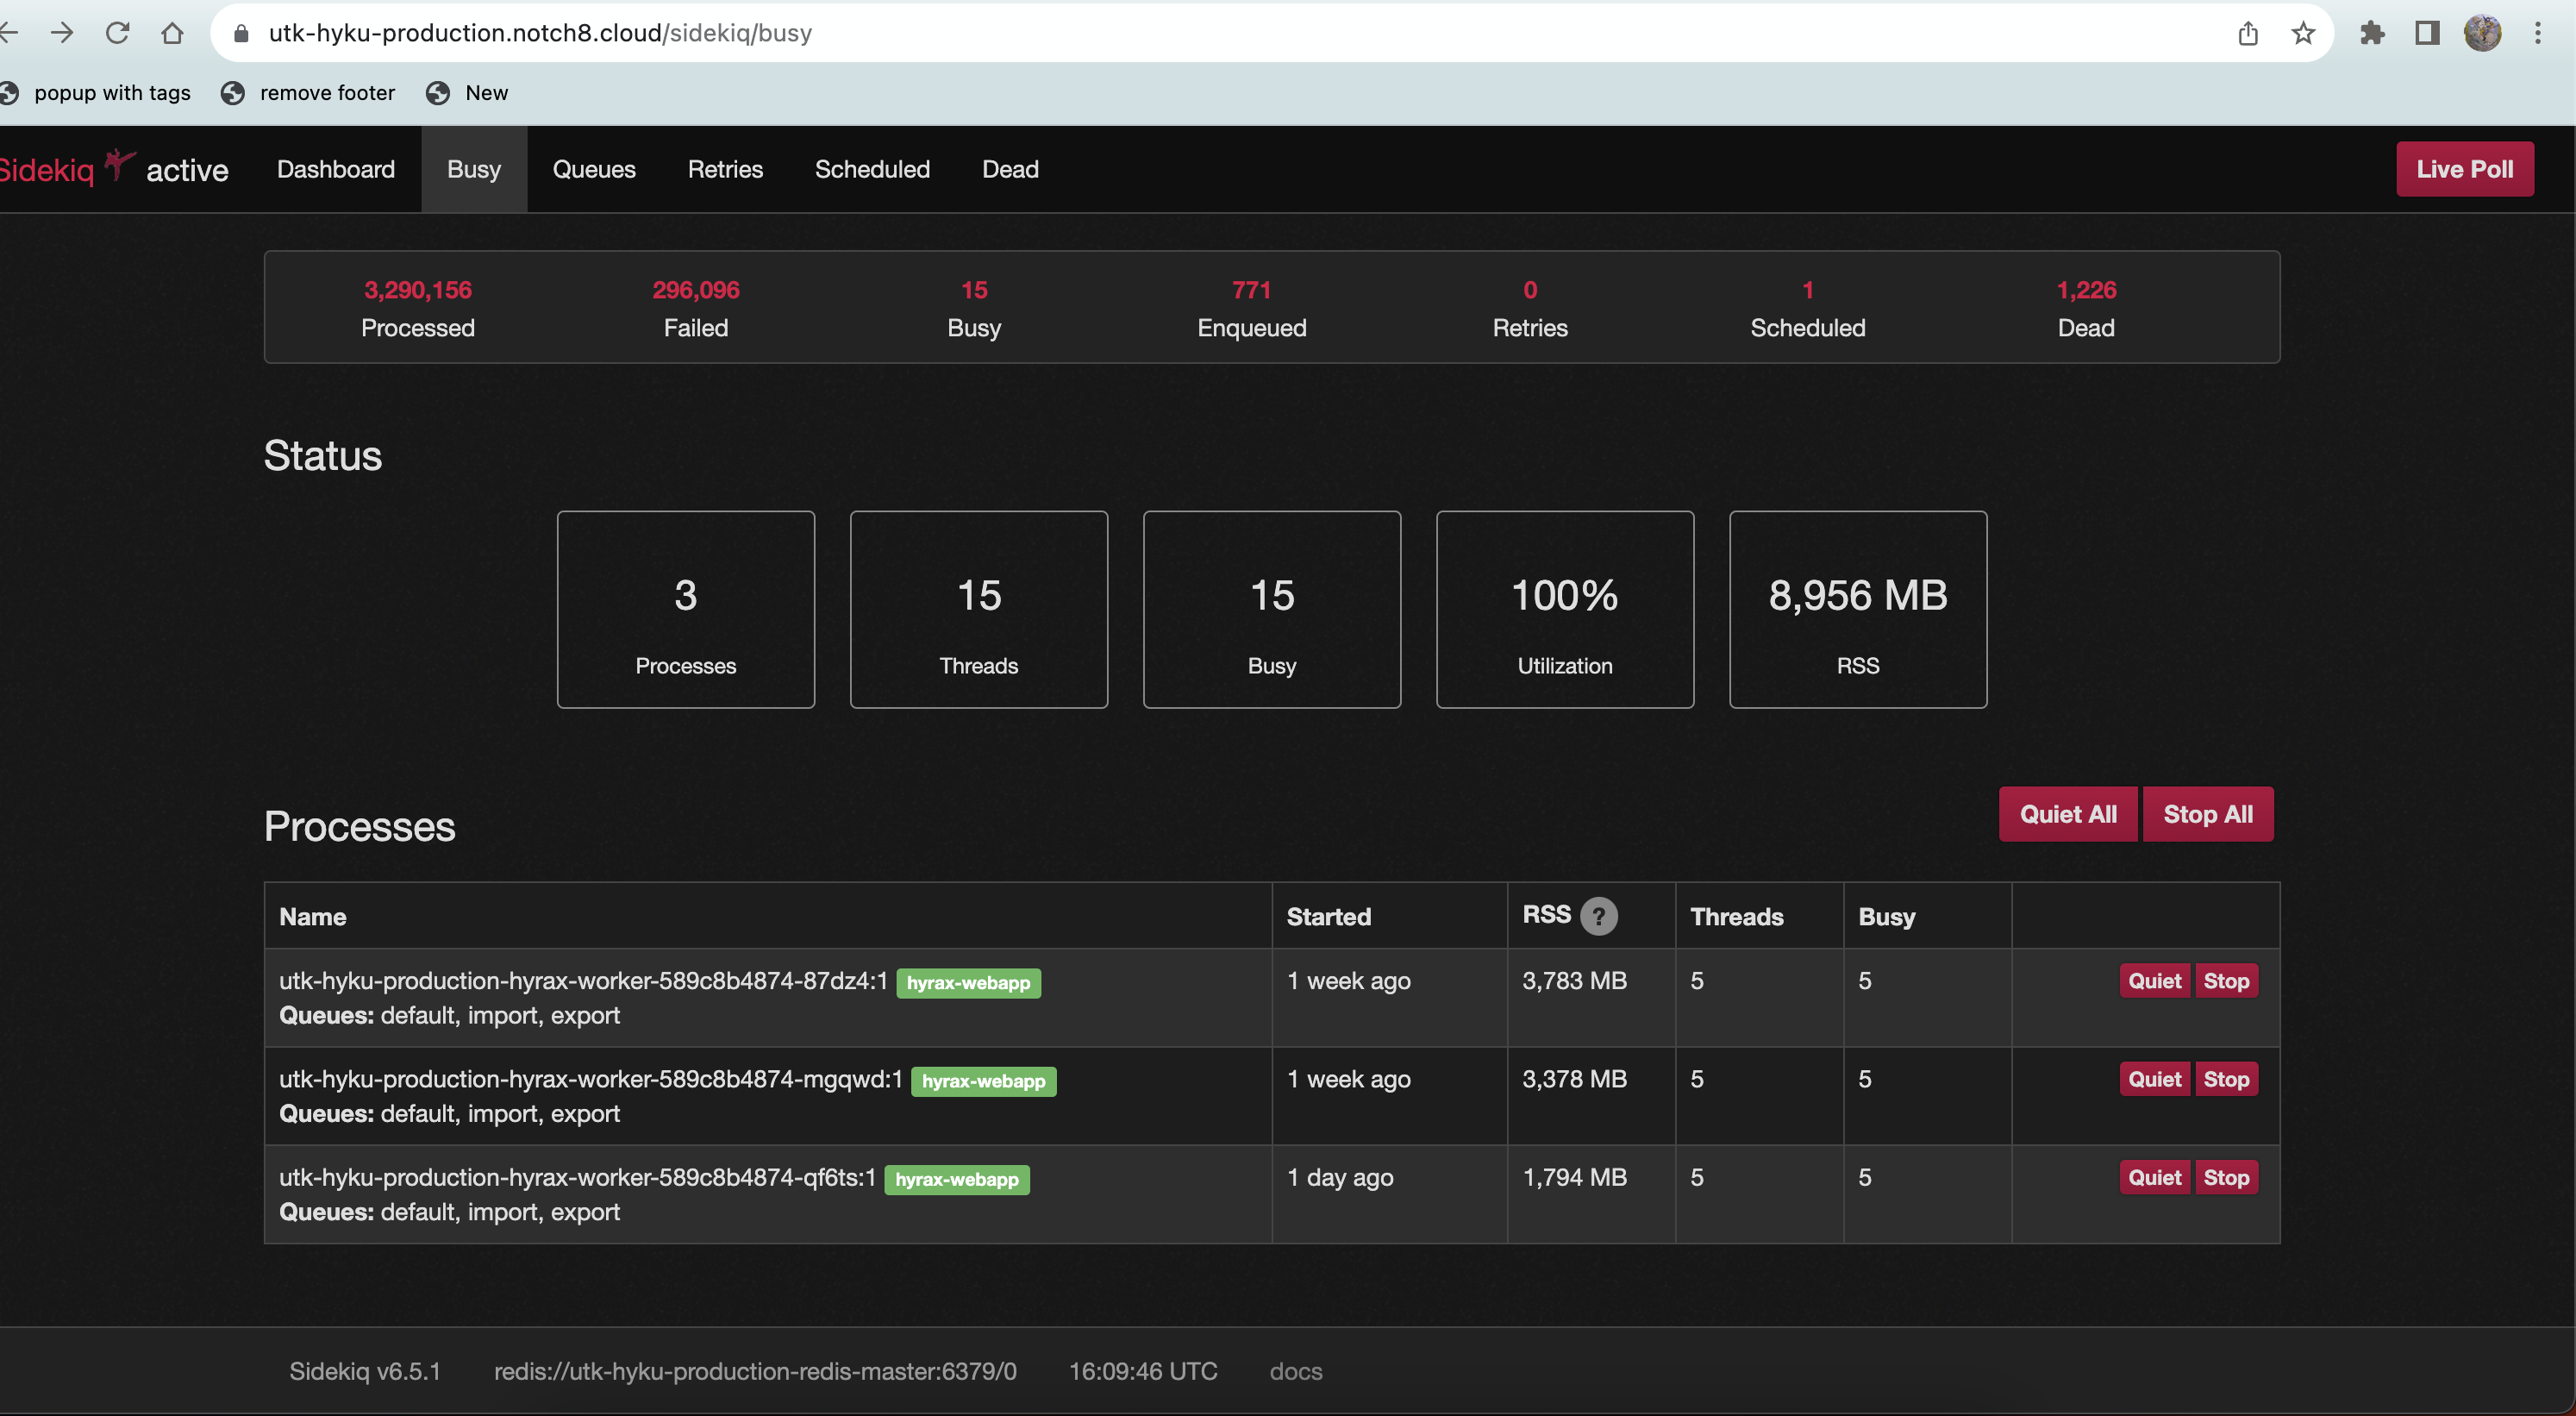 utk-hyku-production.notch8.cloud/sidekiq/busy
popup with tags remove footer New
Sidekiq active Dashboard Busy Queues Retries Scheduled Dead Live Poll
3,290,156 296,096 15 771 0 1 1,226
Processed Failed Busy Enqueued Retries Scheduled Dead
Status
3 15 15 100% 8,956 MB
Processes Threads Busy Utilization RSS
Processes Quiet All Stop All
Name Started RSS ? Threads Busy
utk-hyku-production-hyrax-worker-589c8b4874-87dz4:1 hyrax-webapp 1 week ago 3,783 MB 5 5 Quiet Stop
Queues: default, import, export
utk-hyku-production-hyrax-worker-589c8b4874-mgqwd:1 hyrax-webapp 1 week ago 3,378 MB 5 5 Quiet Stop
Queues: default, import, export
utk-hyku-production-hyrax-worker-589c8b4874-qf6ts:1 hyrax-webapp 1 day ago 1,794 MB 5 5 Quiet Stop
Queues: default, import, export
Sidekiq v6.5.1 redis://utk-hyku-production-redis-master:6379/0 16:09:46 UTC docs